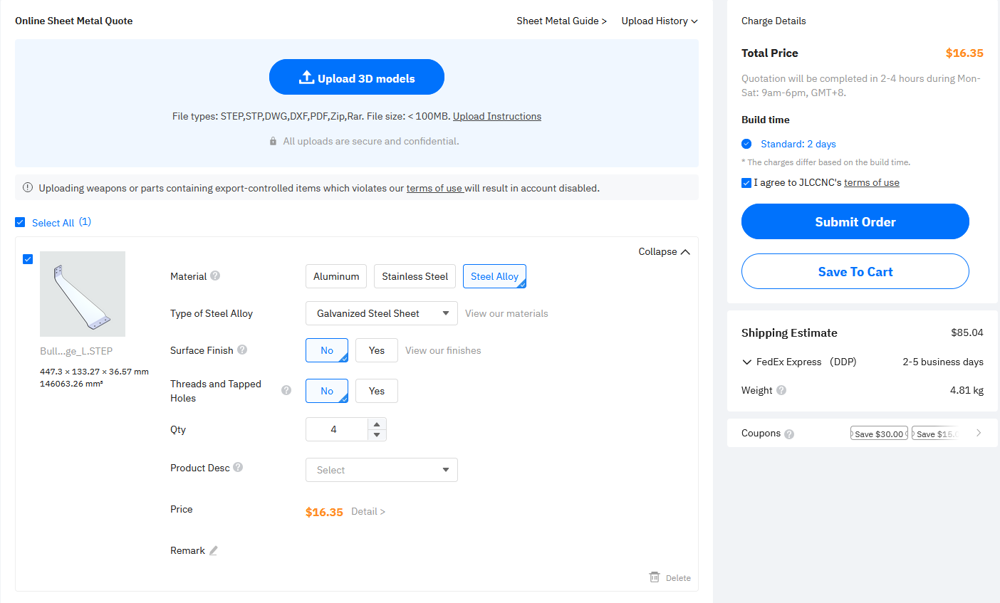 Online Sheet Metal Quote
Sheet Metal Guide >
Upload History
Upload 3D models
File types: STEP,STP,DWG,DXF,PDF,Zip,Rar. File size: < 100MB. Upload Instructions
All uploads are secure and confidential.
Uploading weapons or parts containing export-controlled items which violates our terms of use will result in account disabled.
Select All (1)
Collapse
Bull...ge_L.STEP
447.3 × 133.27 × 36.57 mm
146063.26 mm³
Material
Aluminum
Stainless Steel
Steel Alloy
Type of Steel Alloy
Galvanized Steel Sheet
View our materials
Surface Finish
No
Yes
View our finishes
Threads and Tapped
Holes
No
Yes
Qty
4
Product Desc
Select
Price
$16.35
Detail >
Remark
Delete
Charge Details
Total Price
$16.35
Quotation will be completed in 2-4 hours during Mon-
Sat: 9am-6pm, GMT+8.
Build time
Standard: 2 days
* The charges differ based on the build time.
I agree to JLCCNC's terms of use
Submit Order
Save To Cart
Shipping Estimate
$85.04
FedEx Express (DDP)
2-5 business days
Weight
4.81 kg
Coupons
Save $30.00
Save $15.0